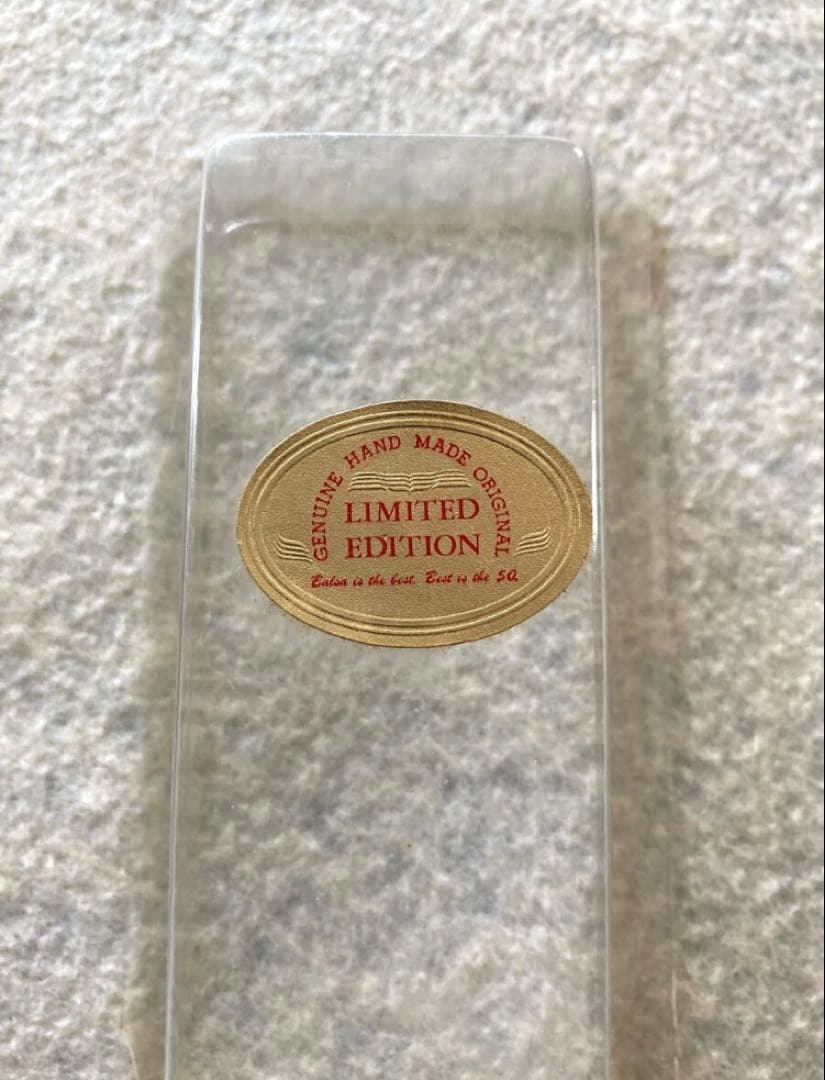 GENUINE HAND MADE ORIGINAL
LIMITED
EDITION
Balsa is the best. Best is the 50.